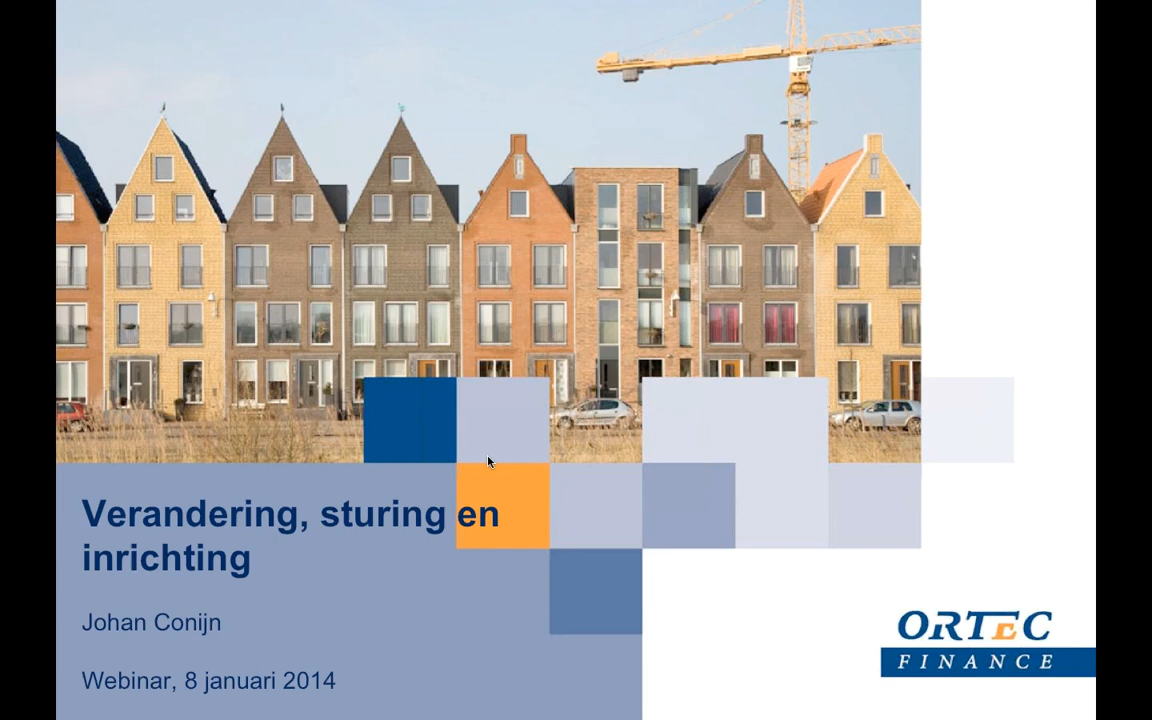 Verandering, sturing en
inrichting
Johan Conijn
Webinar, 8 januari 2014
ORTEC
FINANCE